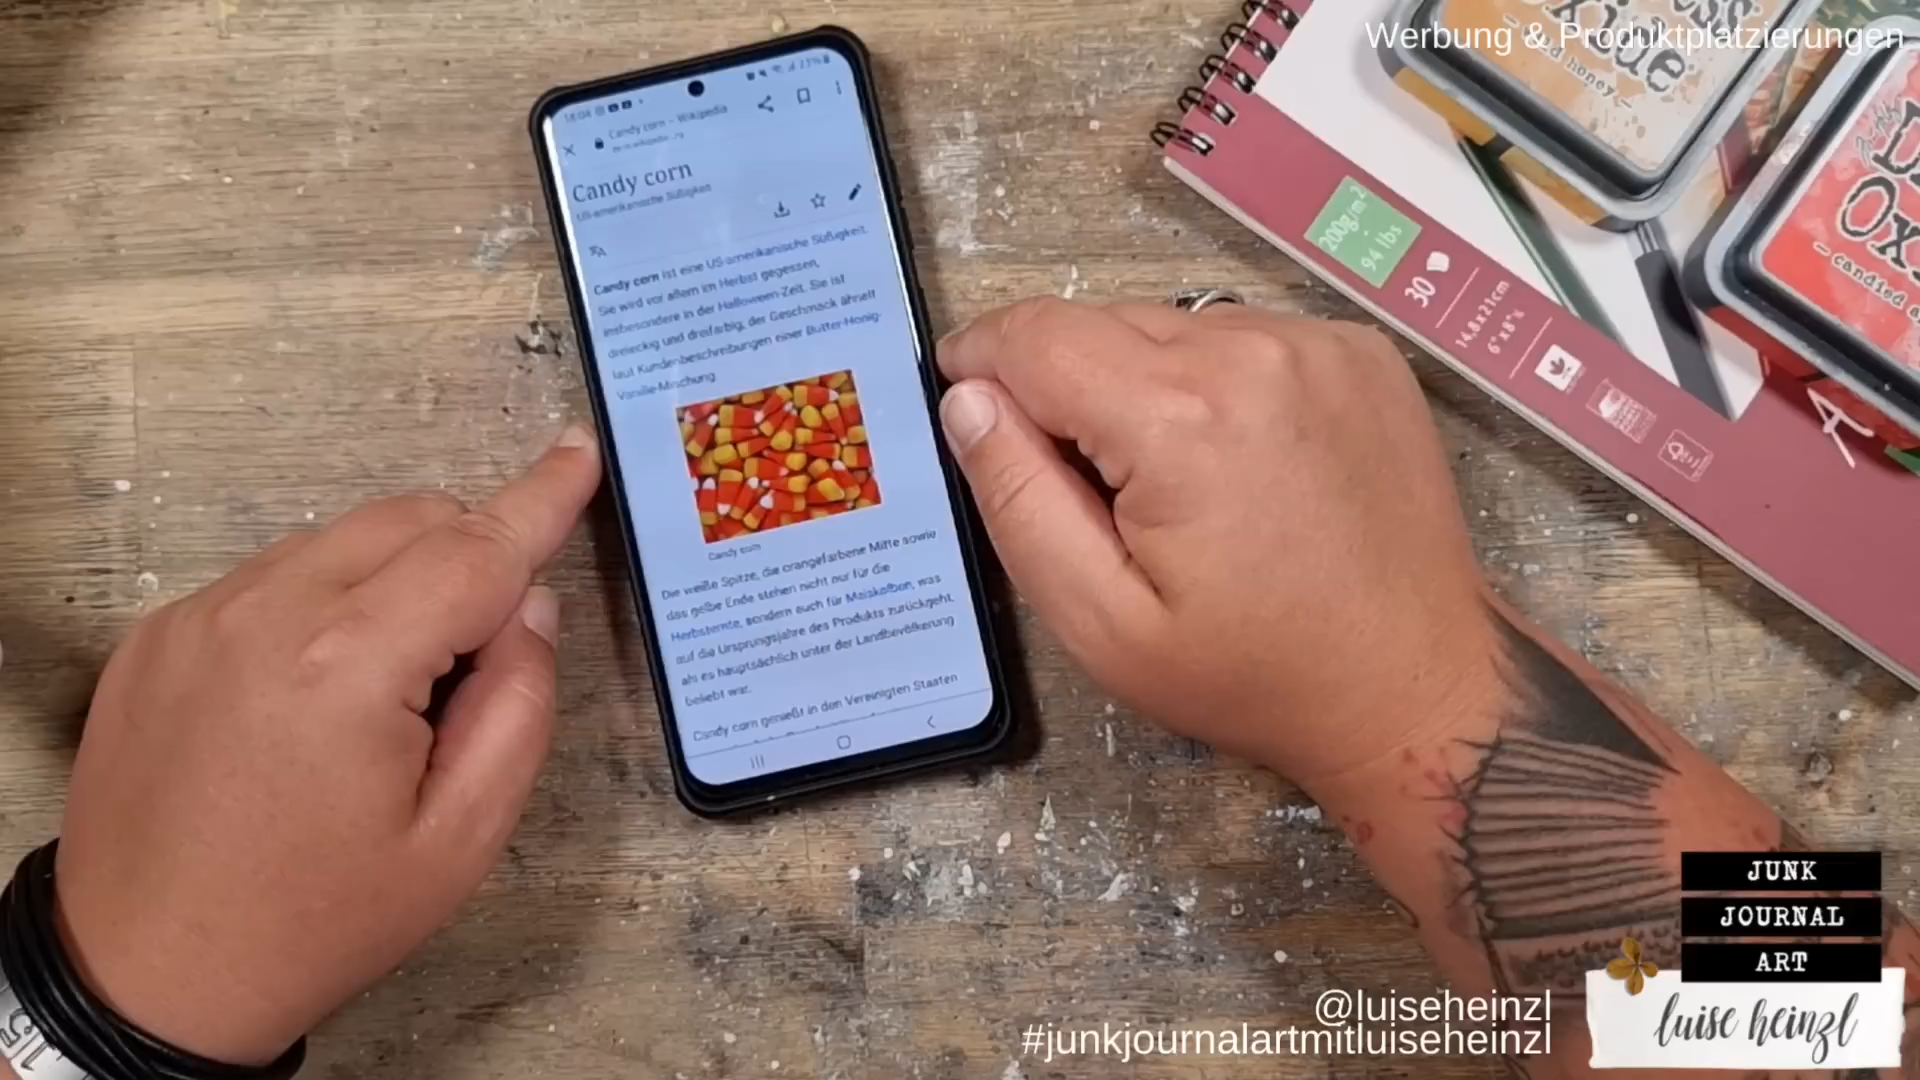 Werbung & Produktplatzierungen
18:04
Candy corn – Wikipedia
Candy corn
US-amerikanische Süßigkeit
Candy corn ist eine US-amerikanische Süßigkeit.
Sie wird vor allem im Herbst gegessen,
insbesondere in der Halloween-Zeit. Sie ist
dreieckig und dreifarbig; der Geschmack ähnelt
laut Kundenbeschreibungen einer Butter-Honig-
Vanille-Mischung.
Candy corn
Die weiße Spitze, die orangefarbene Mitte sowie
das gelbe Ende stehen nicht nur für die
Herbsternte, sondern auch für Maiskolben, was
auf die Ursprungsjahre des Produkts zurückgeht,
als es hauptsächlich unter der Landbevölkerung
beliebt war.
Candy corn genießt in den Vereinigten Staaten
200g/m²
94 lbs
30
14,8x21cm
A
JUNK
JOURNAL
ART
luise heinzl
@luiseheinzl
#junkjournalartmitluiseheinzl